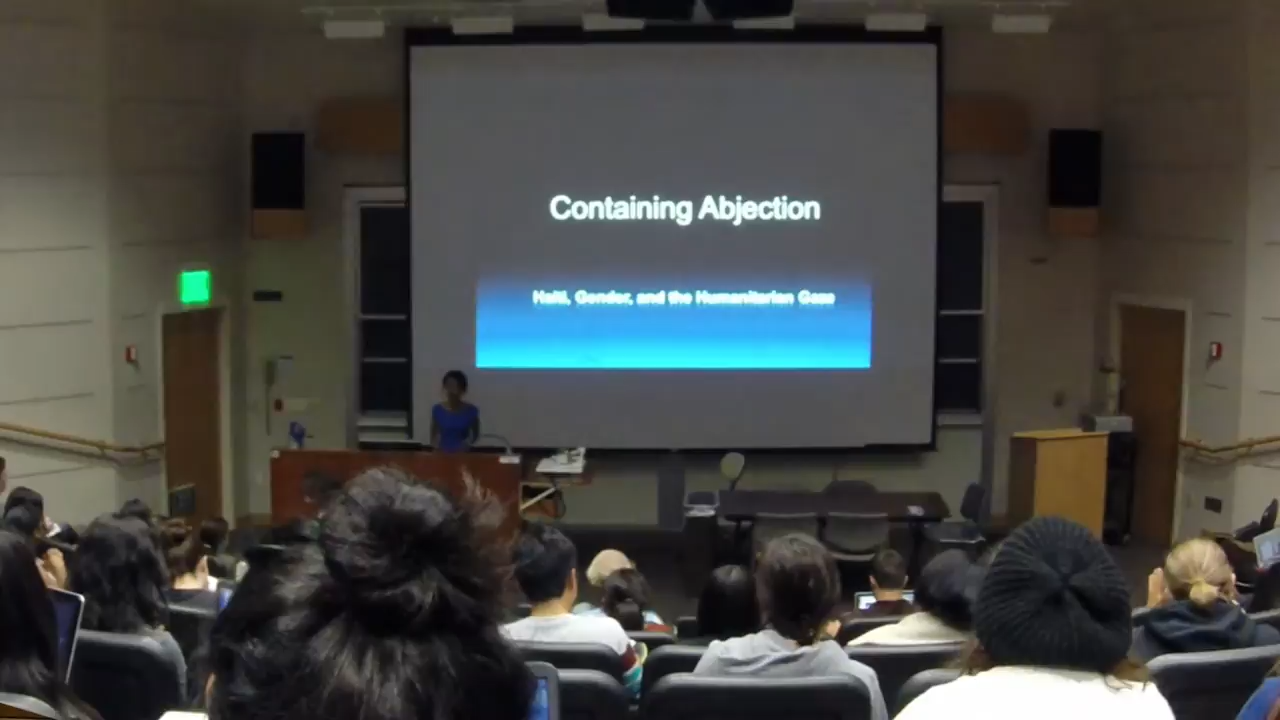 Containing Abjection
Haiti, Gender, and the Humanitarian Gaze